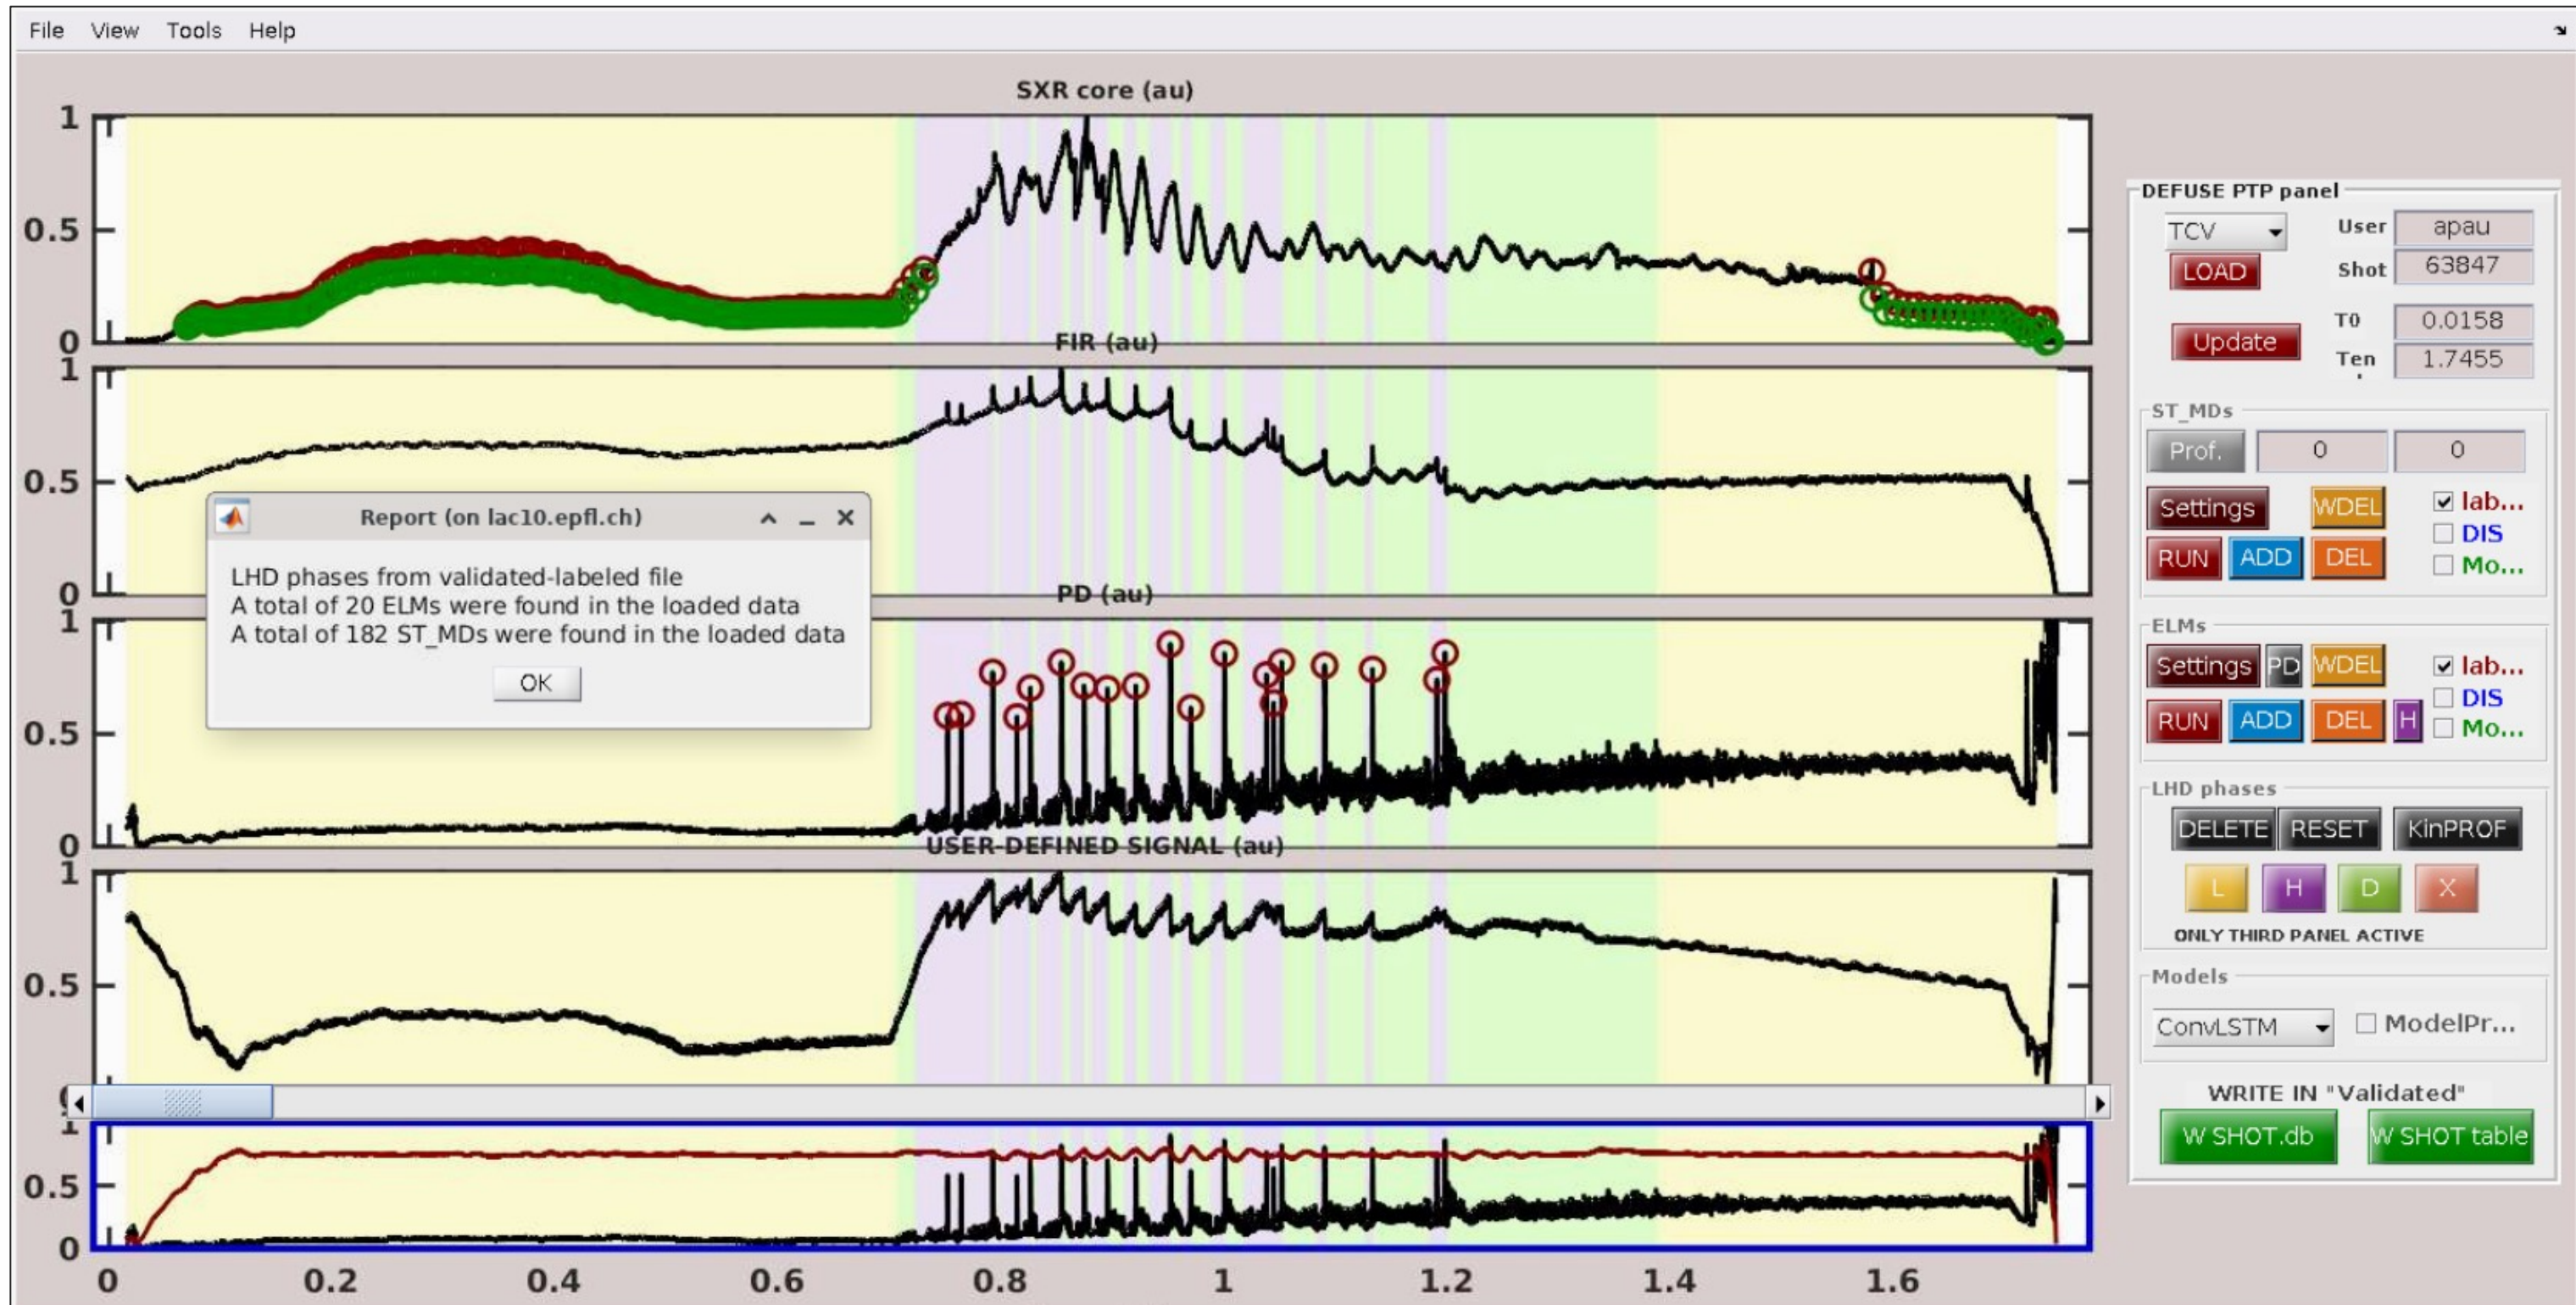 File View Tools Help
SXR core (au)
1
0.5
0
FIR (au)
1
0.5
0
Report (on lac10.epfl.ch)
LHD phases from validated-labeled file
A total of 20 ELMs were found in the loaded data
A total of 182 ST_MDs were found in the loaded data
OK
PD (au)
1
0.5
0
USER-DEFINED SIGNAL (au)
1
0.5
1
0.5
0
0 0.2 0.4 0.6 0.8 1 1.2 1.4 1.6
DEFUSE PTP panel
TCV User apau
LOAD Shot 63847
T0 0.0158
Update
Ten 1.7455
ST_MDs
Prof. 0 0
Settings WDEL lab...
DIS
RUN ADD DEL Mo...
ELMs
Settings PD WDEL lab...
DIS
RUN ADD DEL H Mo...
LHD phases
DELETE RESET KinPROF
L H D X
ONLY THIRD PANEL ACTIVE
Models
ConvLSTM ModelPr...
WRITE IN "Validated"
W SHOT.db W SHOT table